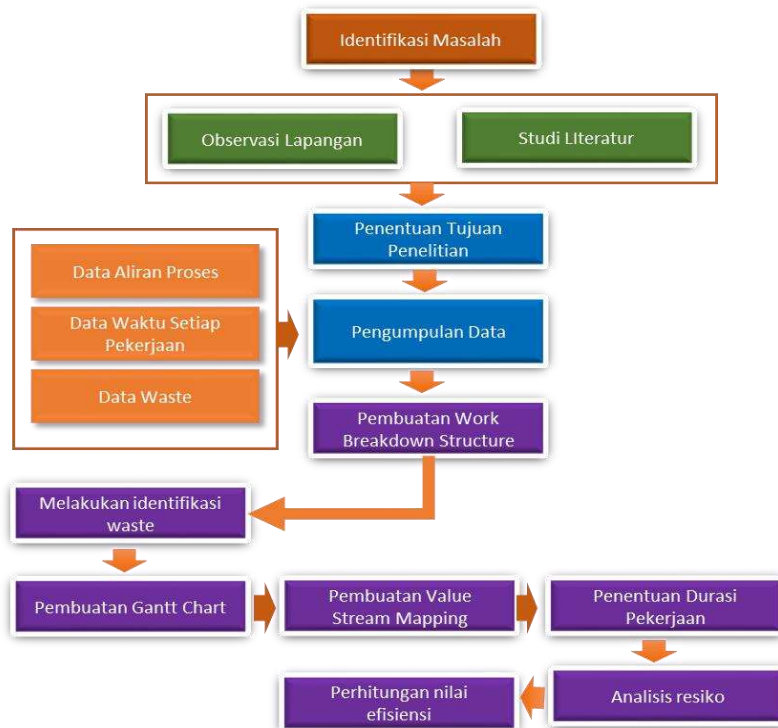 Identifikasi Masalah
Observasi Lapangan
Studi LIteratur
Penentuan Tujuan
Penelitian
Data Aliran Proses
Data Waktu Setiap
Pekerjaan
Data Waste
Pengumpulan Data
Pembuatan Work
Breakdown Structure
Melakukan identifikasi
waste
Pembuatan Gantt Chart
Pembuatan Value
Stream Mapping
Penentuan Durasi
Pekerjaan
Analisis resiko
Perhitungan nilai
efisiensi